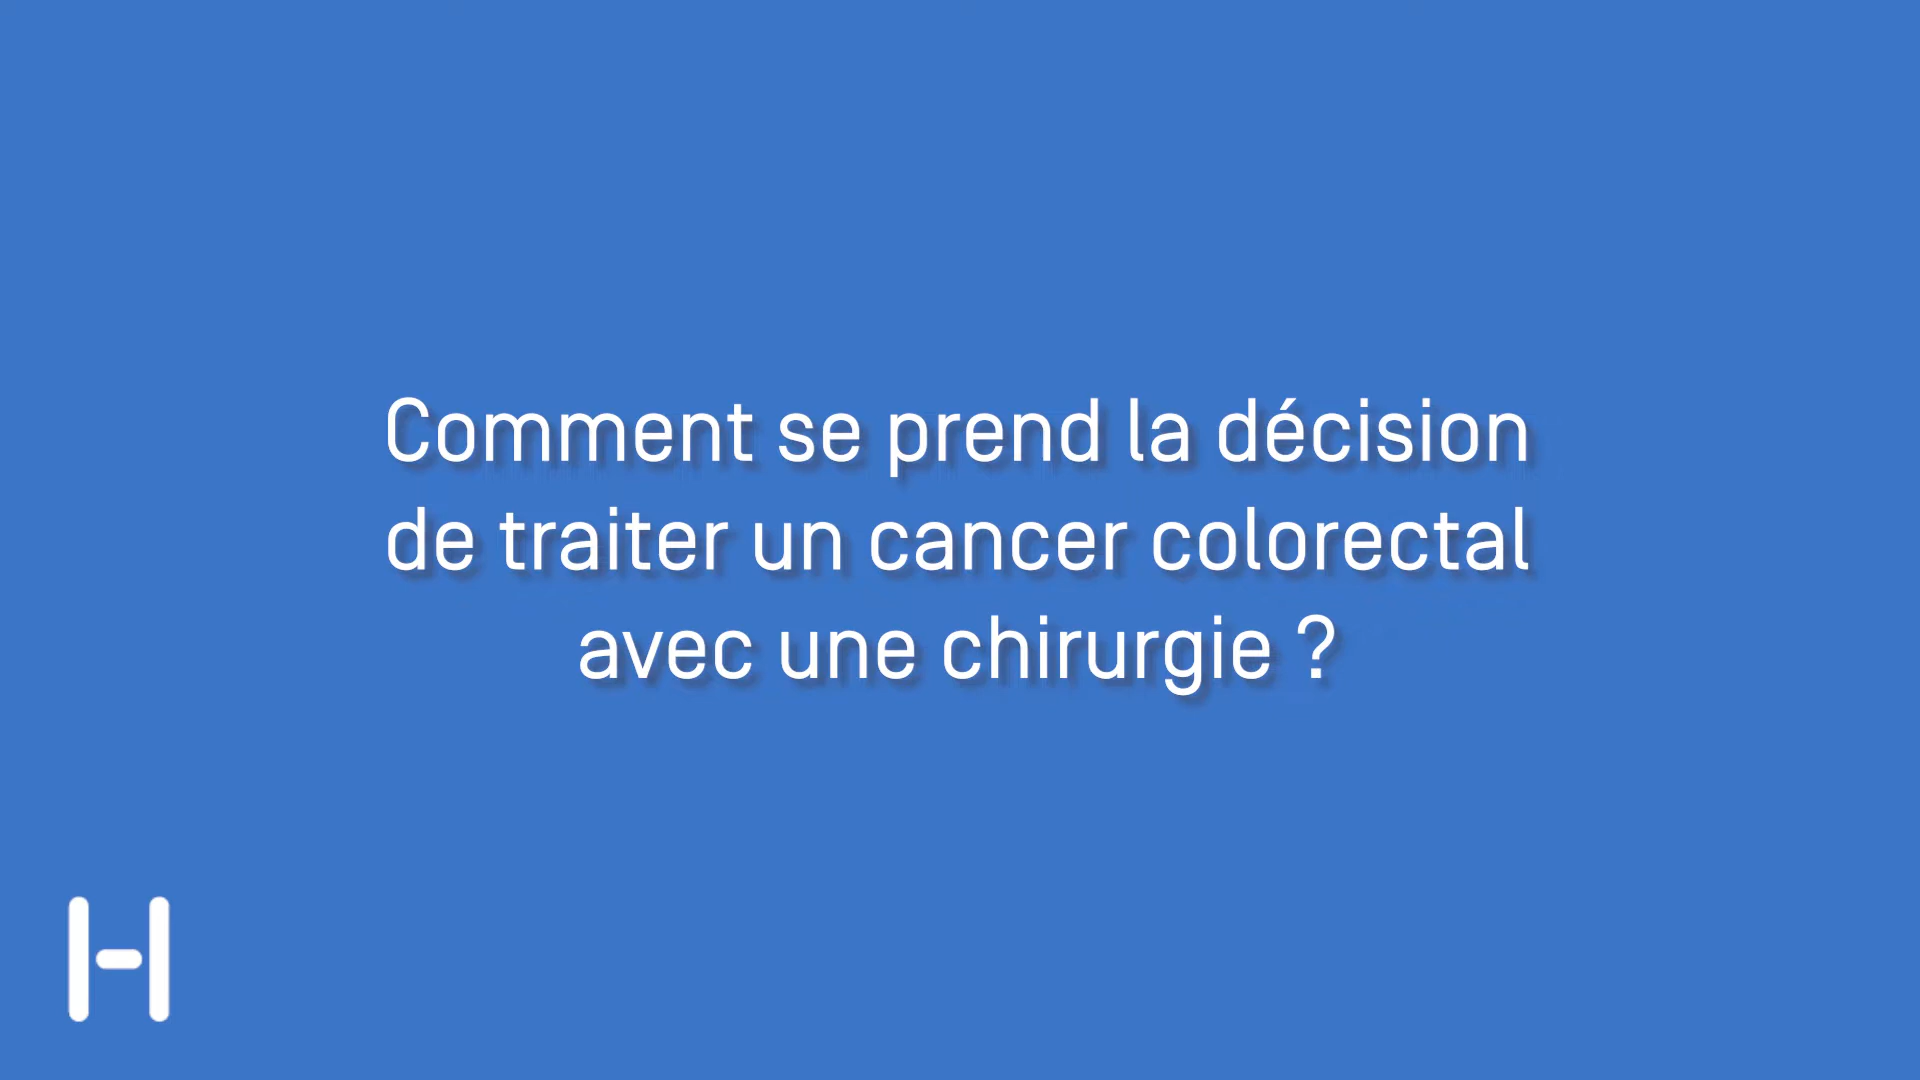 Comment se prend la décision
de traiter un cancer colorectal
avec une chirurgie ?
H